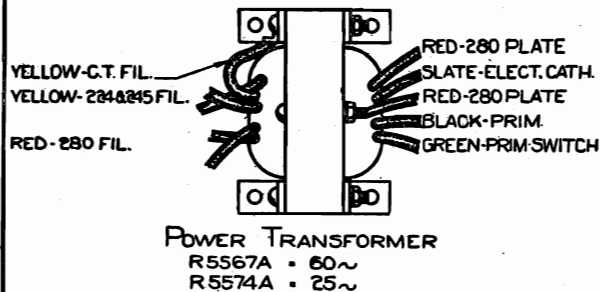 YELLOW-C.T. FIL.
YELLOW-224&245 FIL.
RED-280 FIL.
RED-280 PLATE
SLATE-ELECT. CATH.
RED-280 PLATE
BLACK-PRIM.
GREEN-PRIM.SWITCH
POWER TRANSFORMER
R5567A = 60~
R5574A = 25~